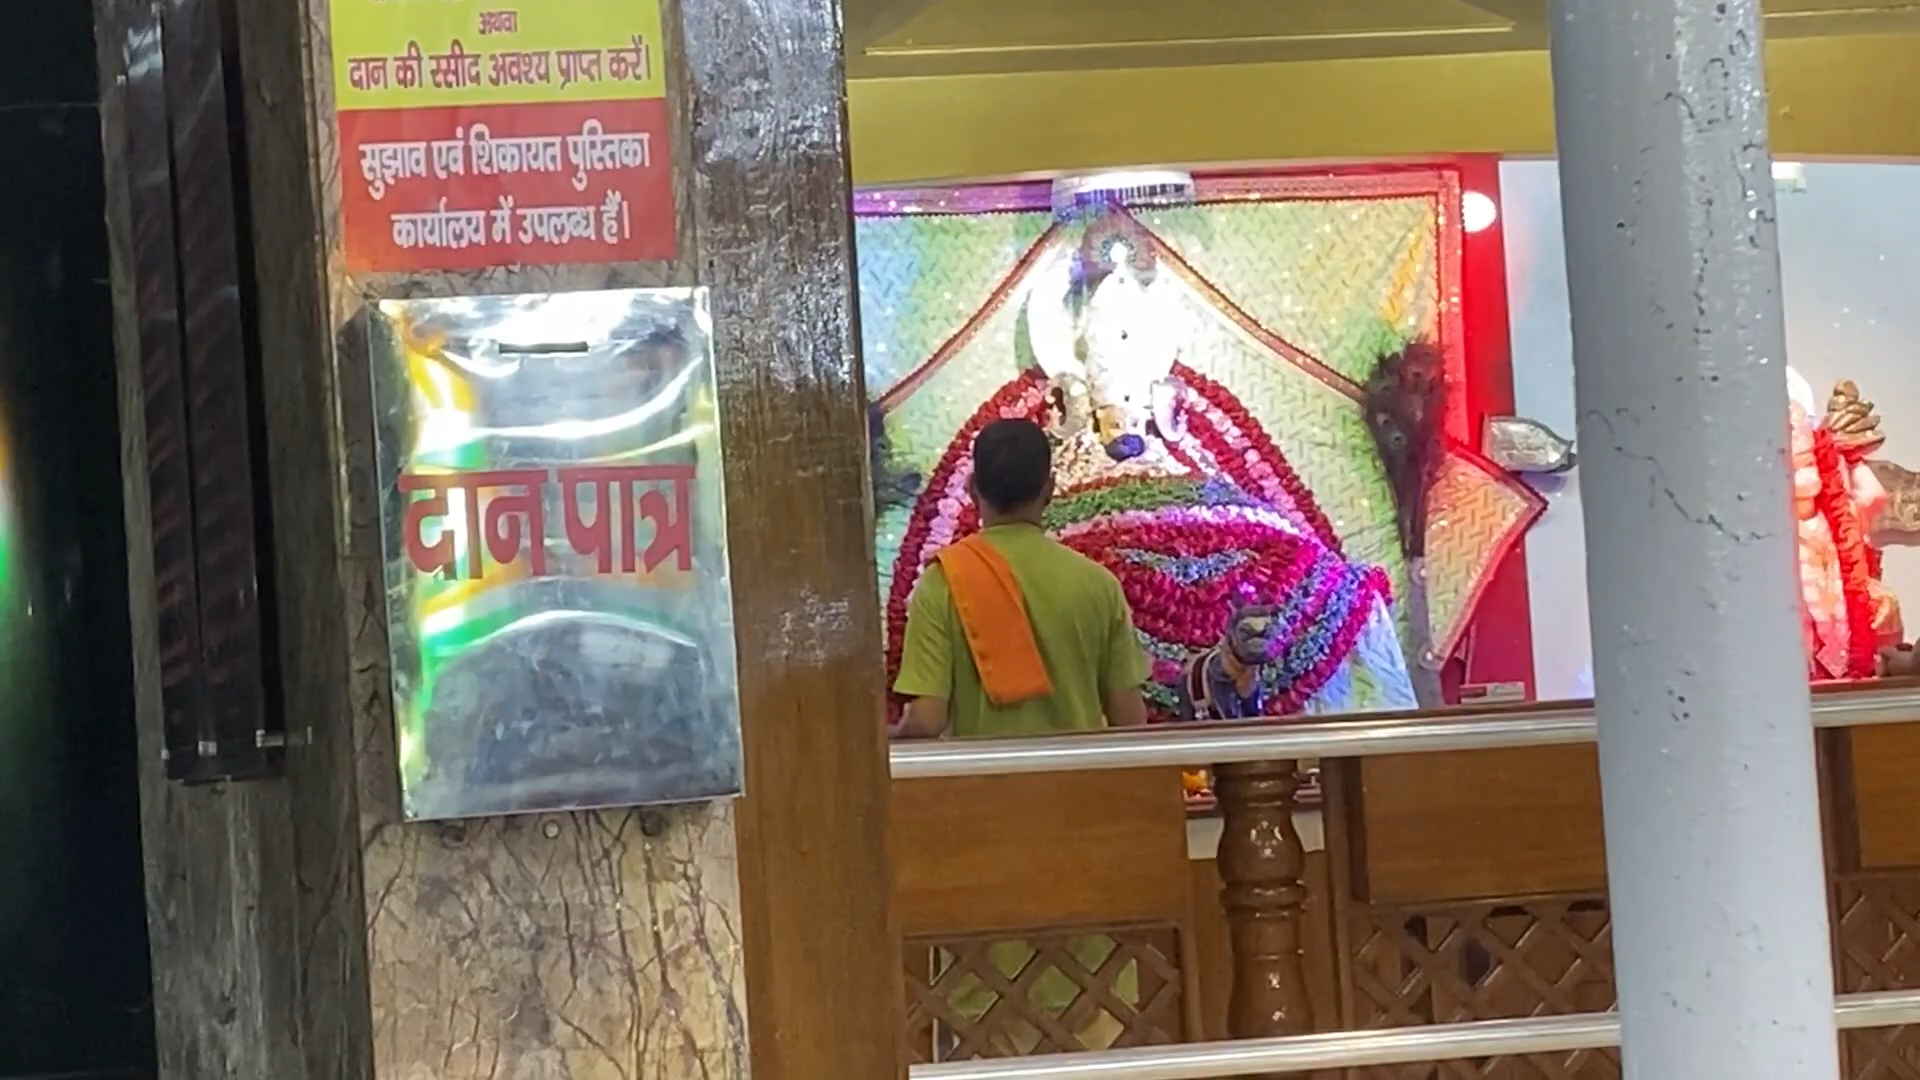 अथवा
दान की रसीद अवश्य प्राप्त करें।
सुझाव एवं शिकायत पुस्तिका
कार्यालय में उपलब्ध हैं।
दान पात्र